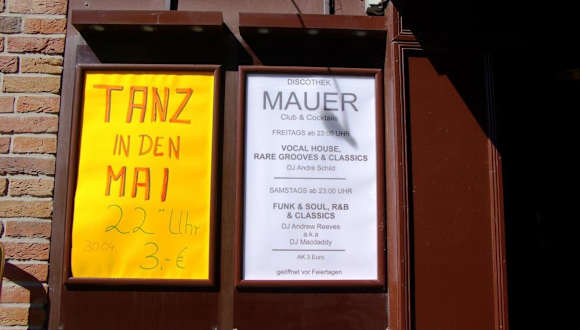 TANZ
IN DEN
MAI
22°° Uhr
30.04.
3,-€
DISCOTHEK
MAUER
Club & Cocktails
FREITAGS ab 23:00 UHR
VOCAL HOUSE,
RARE GROOVES & CLASSICS
DJ Andre Schild
SAMSTAGS ab 23:00 UHR
FUNK & SOUL, R&B
& CLASSICS
DJ Andrew Reeves
a.k.a
DJ Macdaddy
AK 3 Euro
geöffnet vor Feiertagen